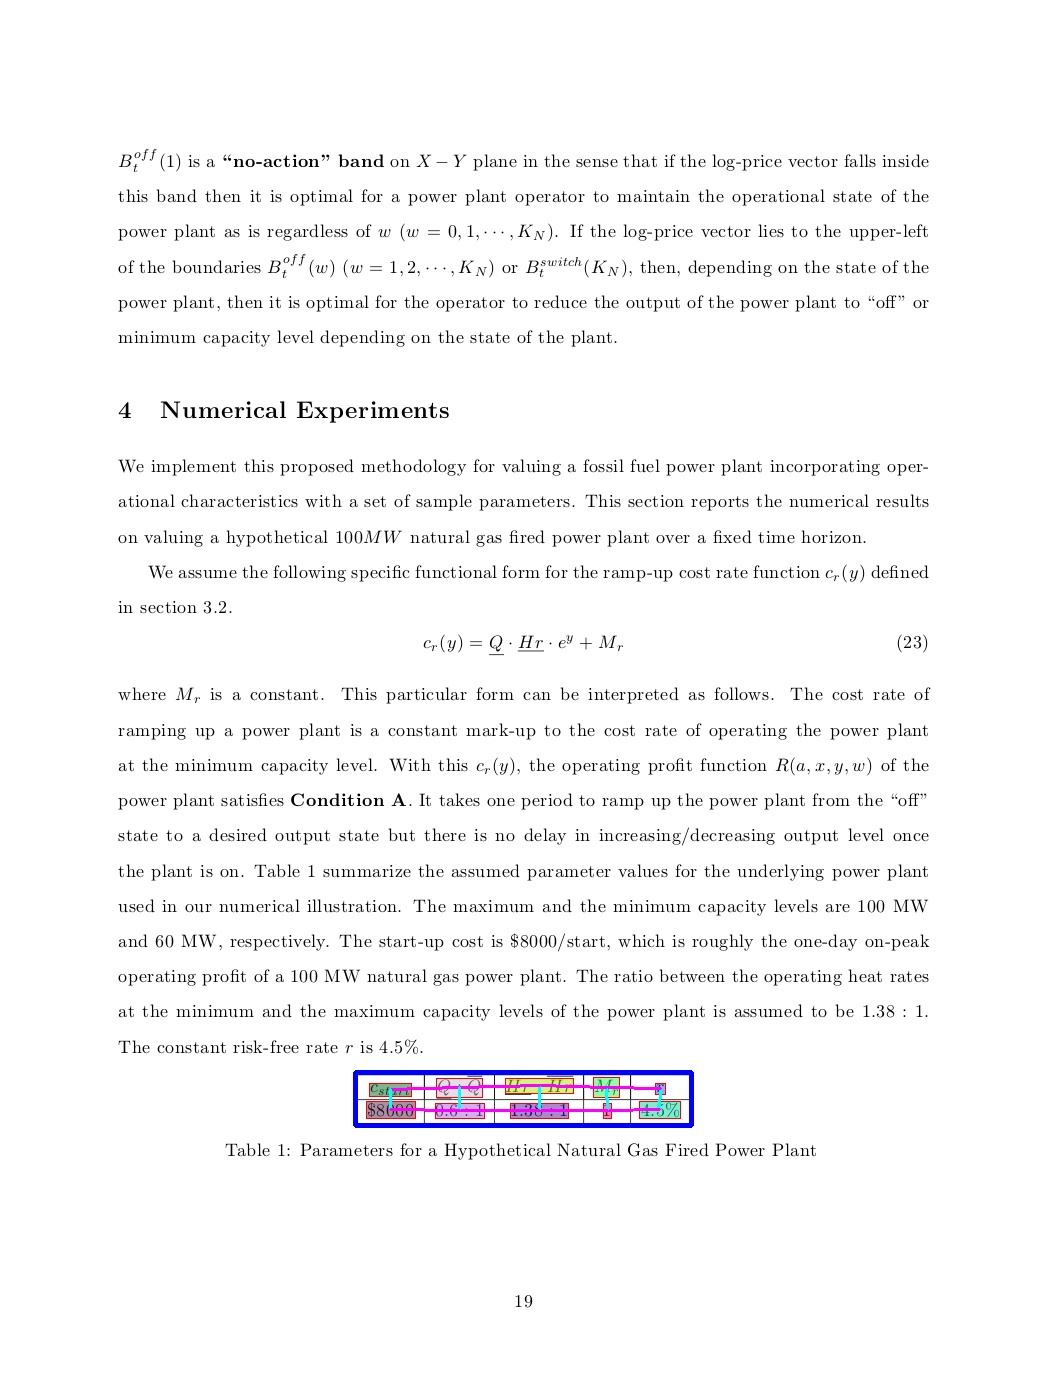 B_t^{off}(1) is a “no-action” band on X − Y plane in the sense that if the log-price vector falls inside
this band then it is optimal for a power plant operator to maintain the operational state of the
power plant as is regardless of w (w = 0, 1, · · · , K_N). If the log-price vector lies to the upper-left
of the boundaries B_t^{off}(w) (w = 1, 2, · · · , K_N) or B_t^{switch}(K_N), then, depending on the state of the
power plant, then it is optimal for the operator to reduce the output of the power plant to “off” or
minimum capacity level depending on the state of the plant.
4 Numerical Experiments
We implement this proposed methodology for valuing a fossil fuel power plant incorporating oper-
ational characteristics with a set of sample parameters. This section reports the numerical results
on valuing a hypothetical 100MW natural gas fired power plant over a fixed time horizon.
We assume the following specific functional form for the ramp-up cost rate function c_r(y) defined
in section 3.2.
c_r(y) = Q · Hr · e^y + M_r (23)
where M_r is a constant. This particular form can be interpreted as follows. The cost rate of
ramping up a power plant is a constant mark-up to the cost rate of operating the power plant
at the minimum capacity level. With this c_r(y), the operating profit function R(a, x, y, w) of the
power plant satisfies Condition A. It takes one period to ramp up the power plant from the “off”
state to a desired output state but there is no delay in increasing/decreasing output level once
the plant is on. Table 1 summarize the assumed parameter values for the underlying power plant
used in our numerical illustration. The maximum and the minimum capacity levels are 100 MW
and 60 MW, respectively. The start-up cost is $8000/start, which is roughly the one-day on-peak
operating profit of a 100 MW natural gas power plant. The ratio between the operating heat rates
at the minimum and the maximum capacity levels of the power plant is assumed to be 1.38 : 1.
The constant risk-free rate r is 4.5%.
c_{start} Q : Q Hr : Hr M_r r
$8000 0.6 : 1 1.38 : 1 4.5%
Table 1: Parameters for a Hypothetical Natural Gas Fired Power Plant
19